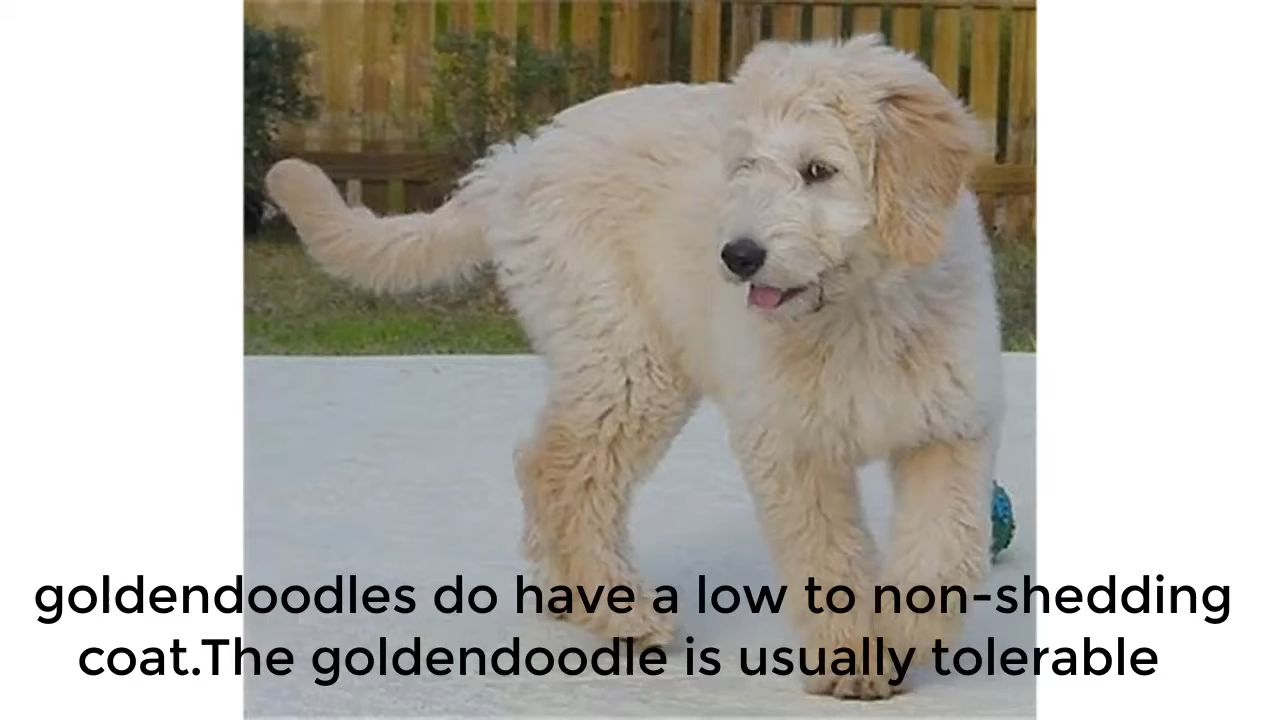 goldendoodles do have a low to non-shedding
coat.The goldendoodle is usually tolerable